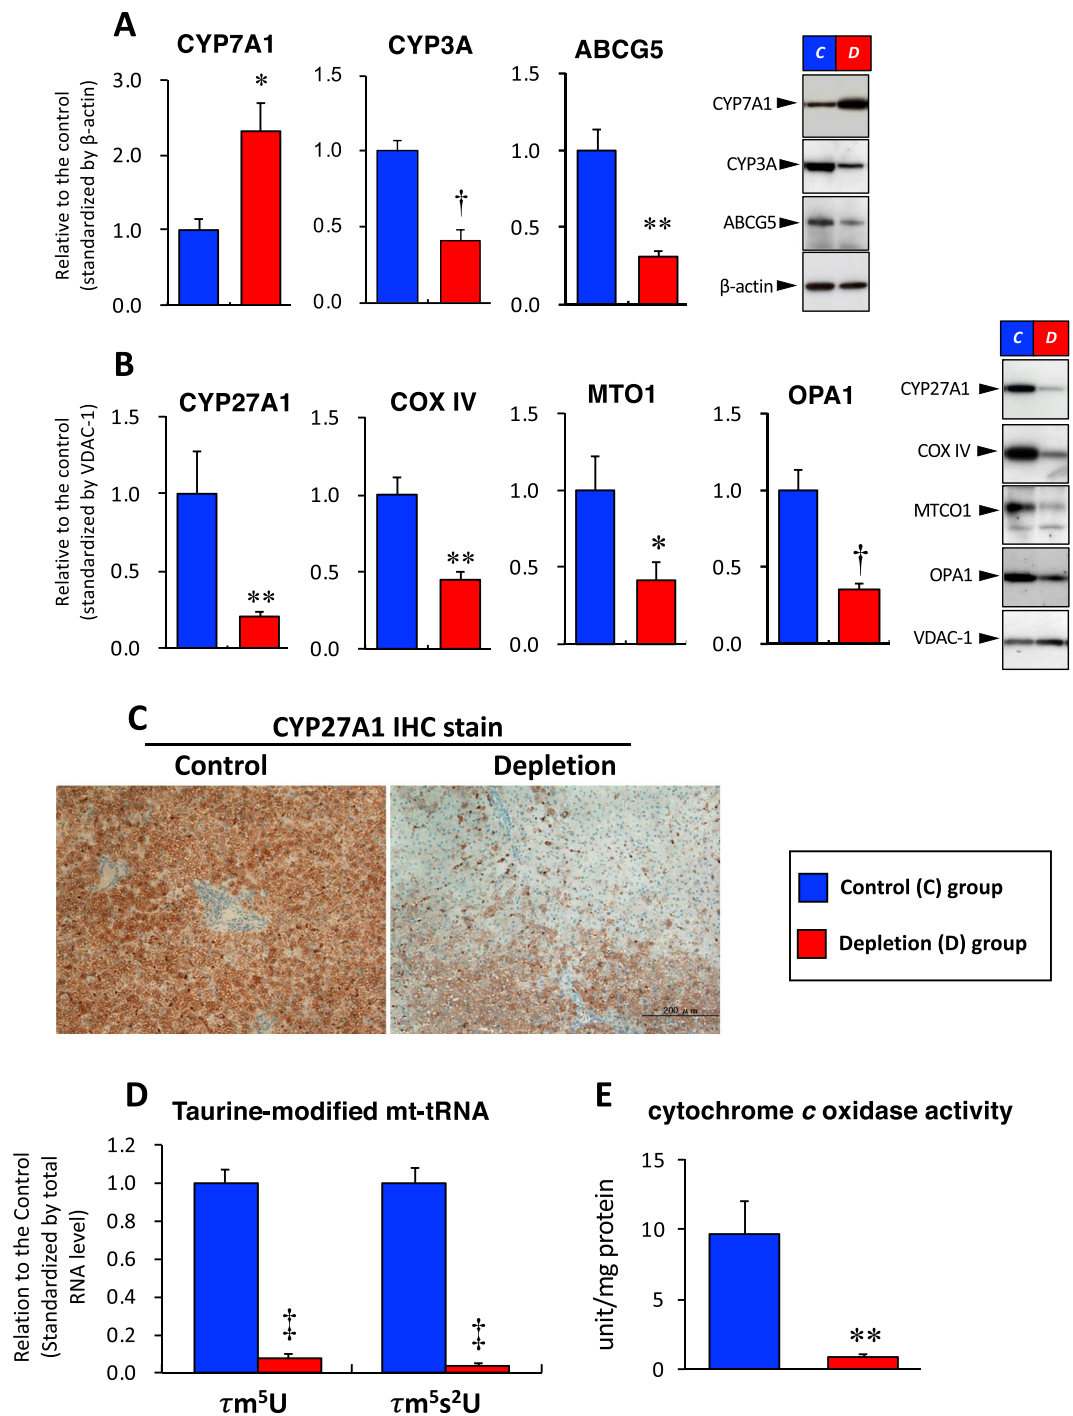 A
CYP7A1
CYP3A
ABCG5
Relative to the control
(standardized by β-actin)
3.0
2.0
1.0
0.0
*
1.5
1.0
0.5
0.0
†
1.5
1.0
0.5
0.0
**
C D
CYP7A1
CYP3A
ABCG5
β-actin
B
CYP27A1
COX IV
MTO1
OPA1
Relative to the control
(standardized by VDAC-1)
1.5
1.0
0.5
0.0
**
1.5
1.0
0.5
0.0
**
1.5
1.0
0.5
0.0
*
1.5
1.0
0.5
0.0
†
C D
CYP27A1
COX IV
MTCO1
OPA1
VDAC-1
C
CYP27A1 IHC stain
Control
Depletion
200 μm
Control (C) group
Depletion (D) group
D
Taurine-modified mt-tRNA
Relation to the Control
(Standardized by total
RNA level)
1.2
1.0
0.8
0.6
0.4
0.2
0.0
‡
‡
τm⁵U
τm⁵s²U
E
cytochrome c oxidase activity
unit/mg protein
15
10
5
0
**